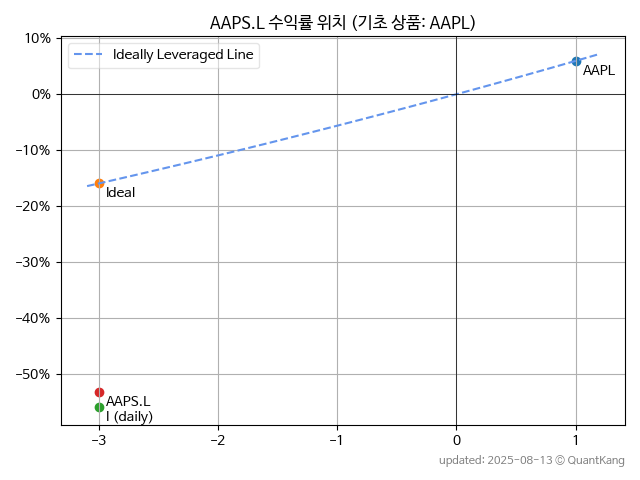 AAPS.L 수익률 위치 (기초 상품: AAPL)
10%
0%
-10%
-20%
-30%
-40%
-50%
Ideally Leveraged Line
AAPL
Ideal
AAPS.L
I (daily)
-3
-2
-1
0
1
updated: 2025-08-13 © QuantKang